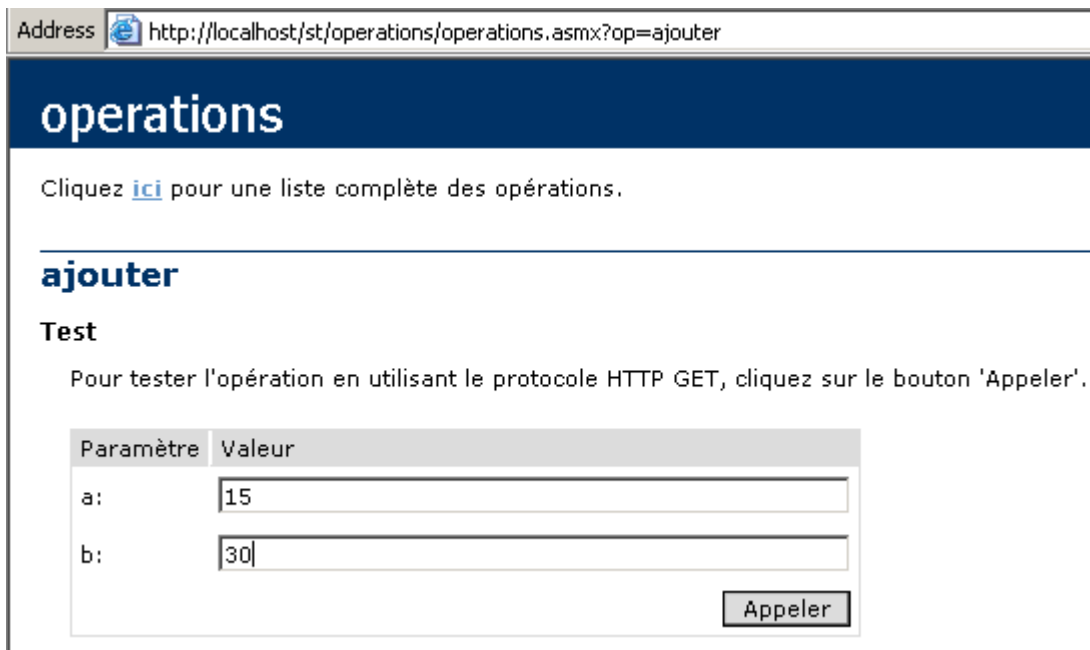 Address http://localhost/st/operations/operations.asmx?op=ajouter
operations
Cliquez ici pour une liste complète des opérations.
ajouter
Test
Pour tester l'opération en utilisant le protocole HTTP GET, cliquez sur le bouton 'Appeler'.
Paramètre Valeur
a: 15
b: 30
Appeler